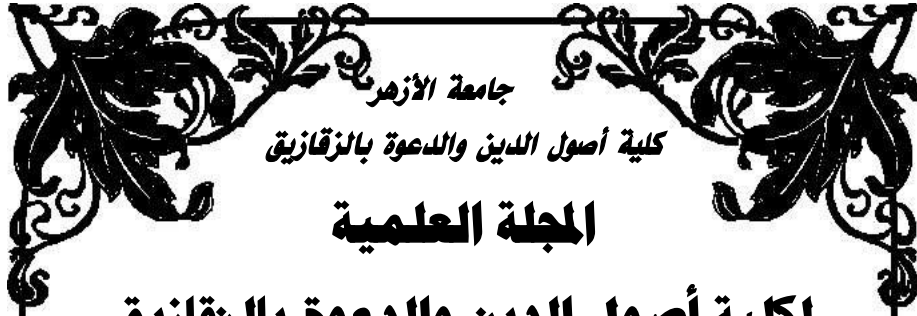 جامعة الأزهر
كلية أصول الدين والدعوة بالزقازيق
المجلة العلمية
لكلية أصول الدين والدعوة بالزقازيق